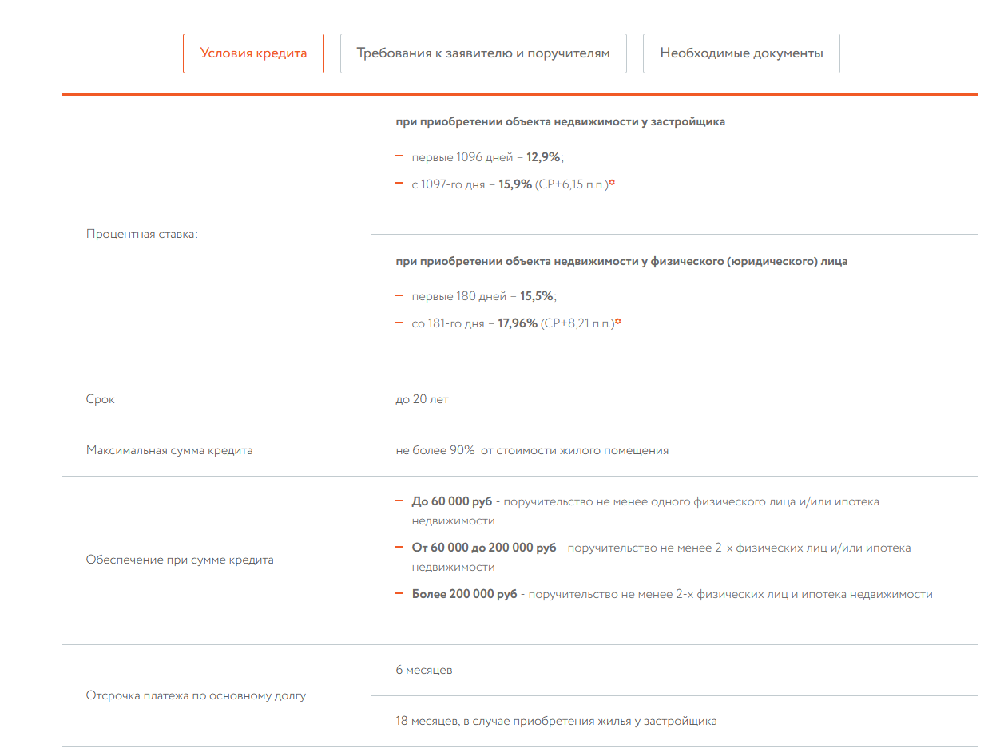 Условия кредита
Требования к заявителю и поручителям
Необходимые документы
Процентная ставка:
при приобретении объекта недвижимости у застройщика
первые 1096 дней – 12,9%;
с 1097-го дня – 15,9% (СР+6,15 п.п.)*
при приобретении объекта недвижимости у физического (юридического) лица
первые 180 дней – 15,5%;
со 181-го дня – 17,96% (СР+8,21 п.п.)*
Срок
до 20 лет
Максимальная сумма кредита
не более 90% от стоимости жилого помещения
Обеспечение при сумме кредита
До 60 000 руб - поручительство не менее одного физического лица и/или ипотека
недвижимости
От 60 000 до 200 000 руб - поручительство не менее 2-х физических лиц и/или ипотека
недвижимости
Более 200 000 руб - поручительство не менее 2-х физических лиц и ипотека недвижимости
Отсрочка платежа по основному долгу
6 месяцев
18 месяцев, в случае приобретения жилья у застройщика